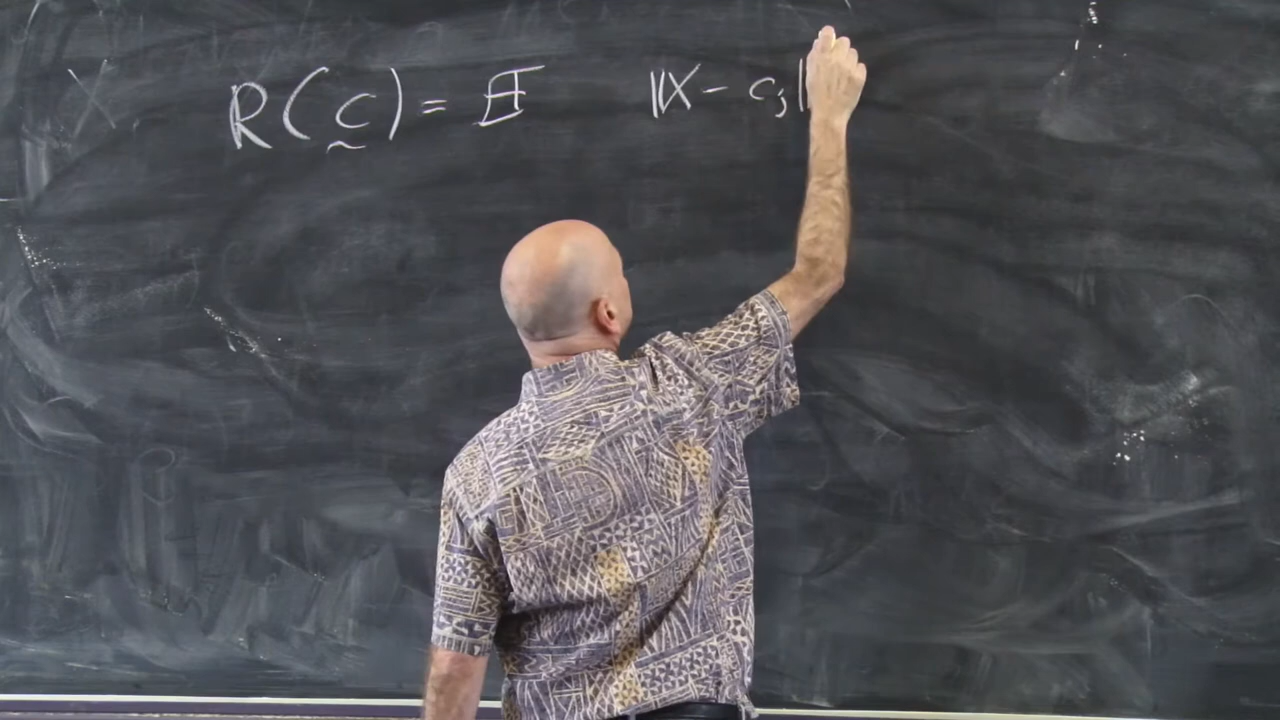 R(c̰) = E ||X - cⱼ|